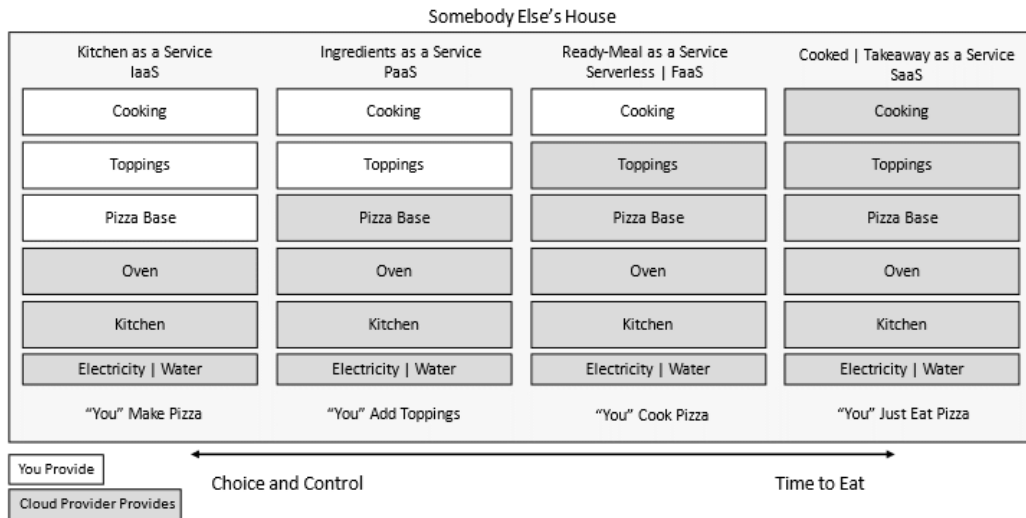 Somebody Else's House
Kitchen as a Service
IaaS
Cooking
Toppings
Pizza Base
Oven
Kitchen
Electricity | Water
“You” Make Pizza
Ingredients as a Service
PaaS
Cooking
Toppings
Pizza Base
Oven
Kitchen
Electricity | Water
“You” Add Toppings
Ready-Meal as a Service
Serverless | FaaS
Cooking
Toppings
Pizza Base
Oven
Kitchen
Electricity | Water
“You” Cook Pizza
Cooked | Takeaway as a Service
SaaS
Cooking
Toppings
Pizza Base
Oven
Kitchen
Electricity | Water
“You” Just Eat Pizza
You Provide
Cloud Provider Provides
Choice and Control
Time to Eat